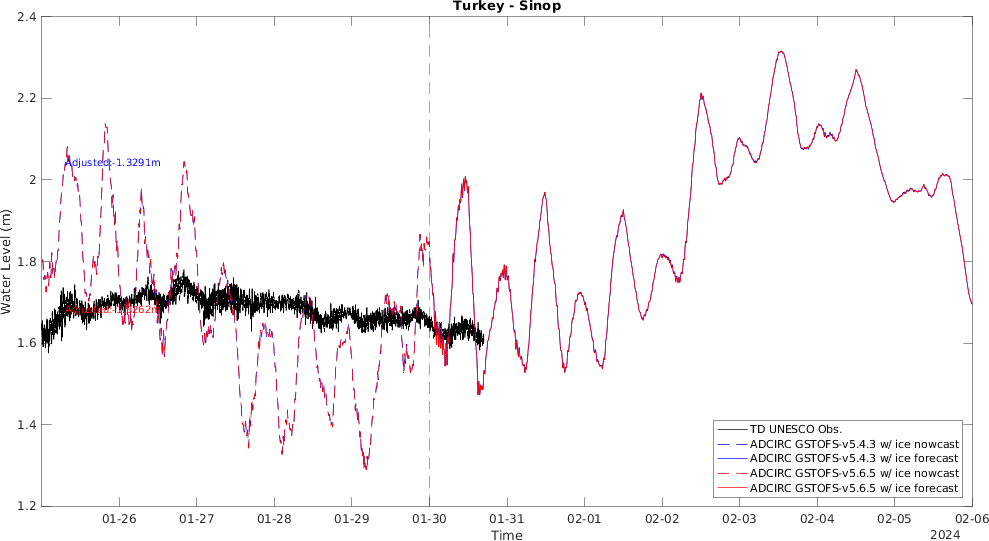 Turkey - Sinop
2.4
2.2
2
1.8
1.6
1.4
1.2
Water Level (m)
Adjusted:-1.3291m
01-26
01-27
01-28
01-29
01-30
01-31
02-01
02-02
02-03
02-04
02-05
02-06
Time
2024
TD UNESCO Obs.
ADCIRC GSTOFS-v5.4.3 w/ ice nowcast
ADCIRC GSTOFS-v5.4.3 w/ ice forecast
ADCIRC GSTOFS-v5.6.5 w/ ice nowcast
ADCIRC GSTOFS-v5.6.5 w/ ice forecast